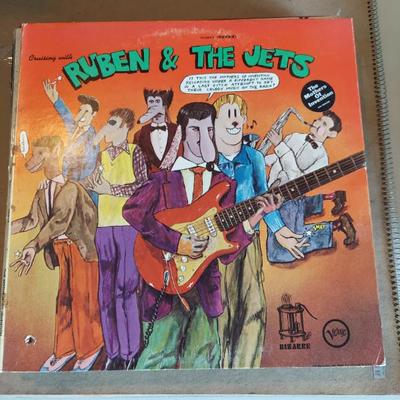 Cruising with
RUBEN & THE JETS
IS THIS THE MOTHERS OF INVENTION
RECORDING UNDER A DIFFERENT NAME
IN A LAST DITCH ATTEMPT TO GET
THEIR CRUDDY MUSIC ON THE RADIO?
The
Mothers
Of
Invention
BIZARRE
Verve